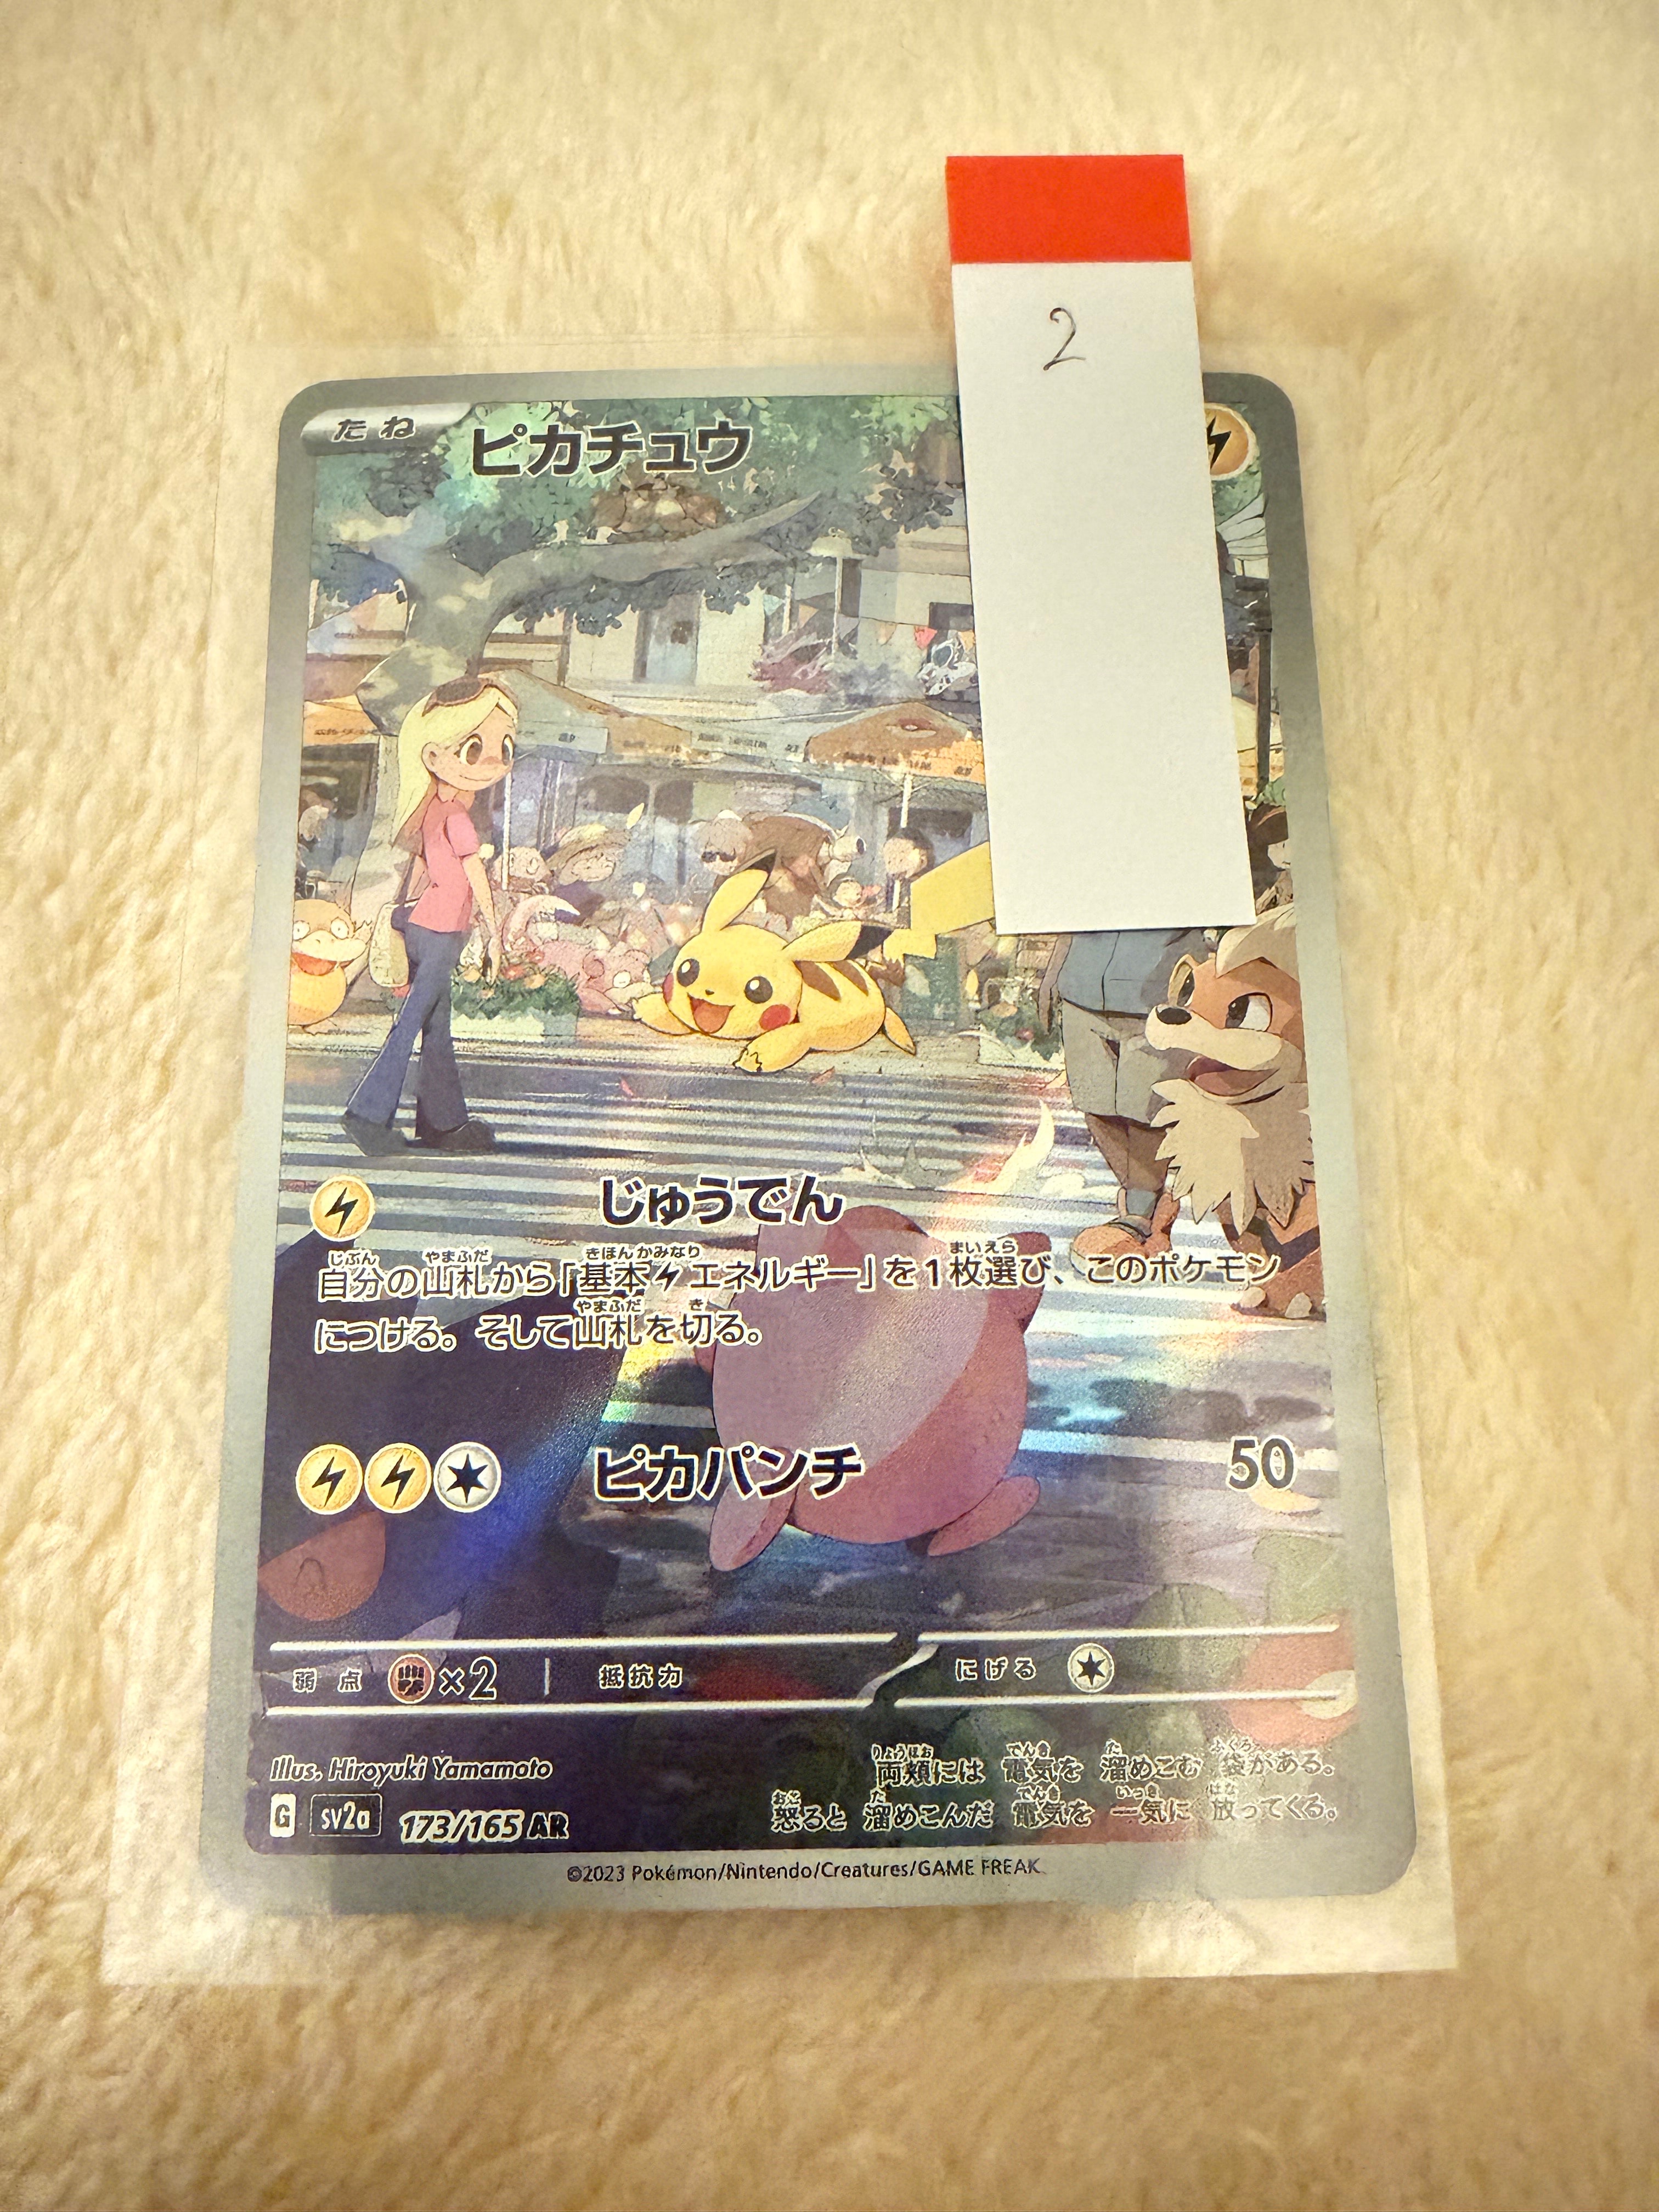 2
たね ピカチュウ
じゅうでん
自分の山札から「基本エネルギー」を1枚選び、このポケモン
につける。そして山札を切る。
ピカパンチ 50
弱点 ×2 抵抗力 にげる
Illus. Hiroyuki Yamamoto
両頬には 電気を 溜めこむ 袋がある。
怒ると 溜めこんだ 電気を 一気に 放ってくる。
G sv2a 173/165 AR
©2023 Pokémon/Nintendo/Creatures/GAME FREAK